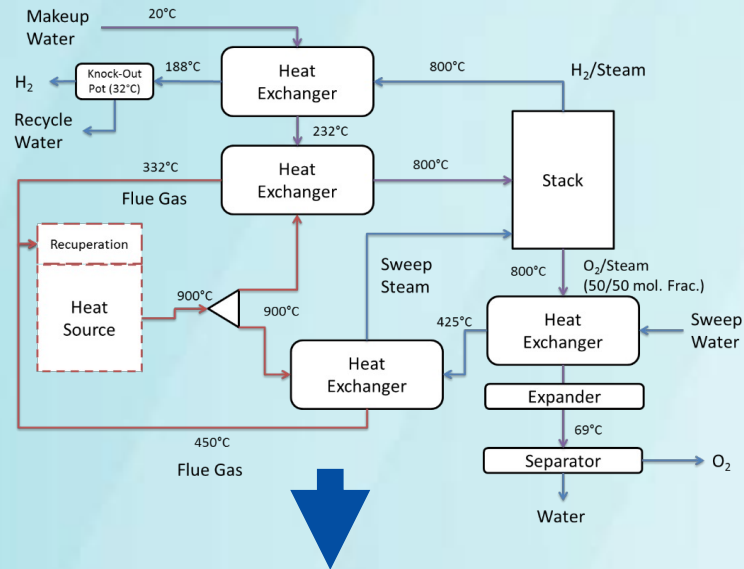 Makeup
Water
20°C
Heat
Exchanger
800°C
H₂/Steam
188°C
Knock-Out
Pot (32°C)
H₂
Recycle
Water
232°C
332°C
Flue Gas
Heat
Exchanger
800°C
Stack
Recuperation
Heat
Source
900°C
900°C
Sweep
Steam
800°C
O₂/Steam
(50/50 mol. Frac.)
425°C
Heat
Exchanger
Heat
Exchanger
Sweep
Water
Expander
69°C
450°C
Flue Gas
Separator
O₂
Water